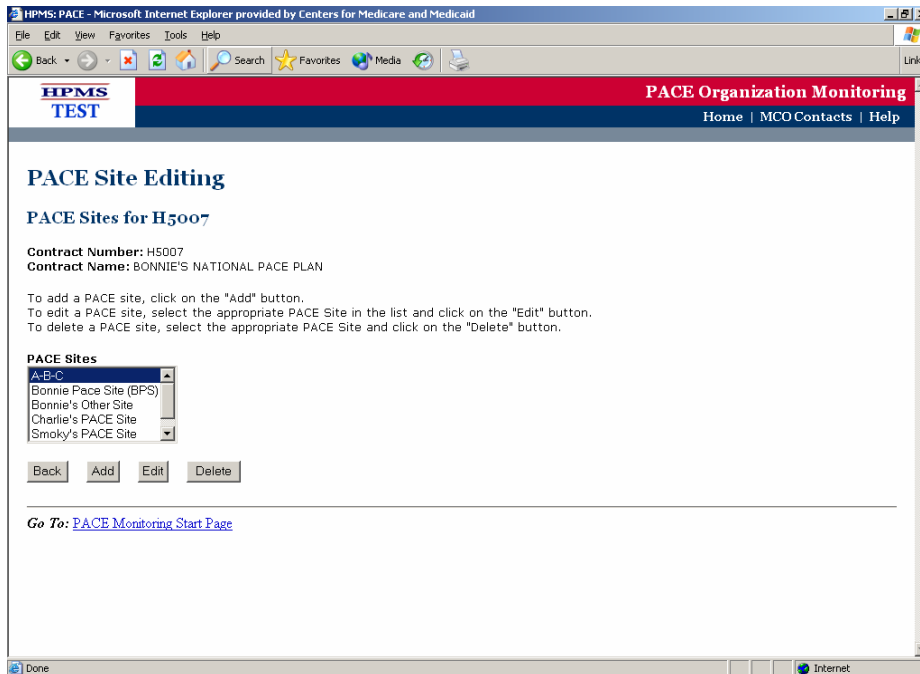 HPMS: PACE - Microsoft Internet Explorer provided by Centers for Medicare and Medicaid
File Edit View Favorites Tools Help
Back Search Favorites Media Link
HPMS
TEST
PACE Organization Monitoring
Home | MCO Contacts | Help
PACE Site Editing
PACE Sites for H5007
Contract Number: H5007
Contract Name: BONNIE'S NATIONAL PACE PLAN
To add a PACE site, click on the "Add" button.
To edit a PACE site, select the appropriate PACE Site in the list and click on the "Edit" button.
To delete a PACE site, select the appropriate PACE Site and click on the "Delete" button.
PACE Sites
A-B-C
Bonnie Pace Site (BPS)
Bonnie's Other Site
Charlie's PACE Site
Smoky's PACE Site
Back Add Edit Delete
Go To: PACE Monitoring Start Page
Done Internet